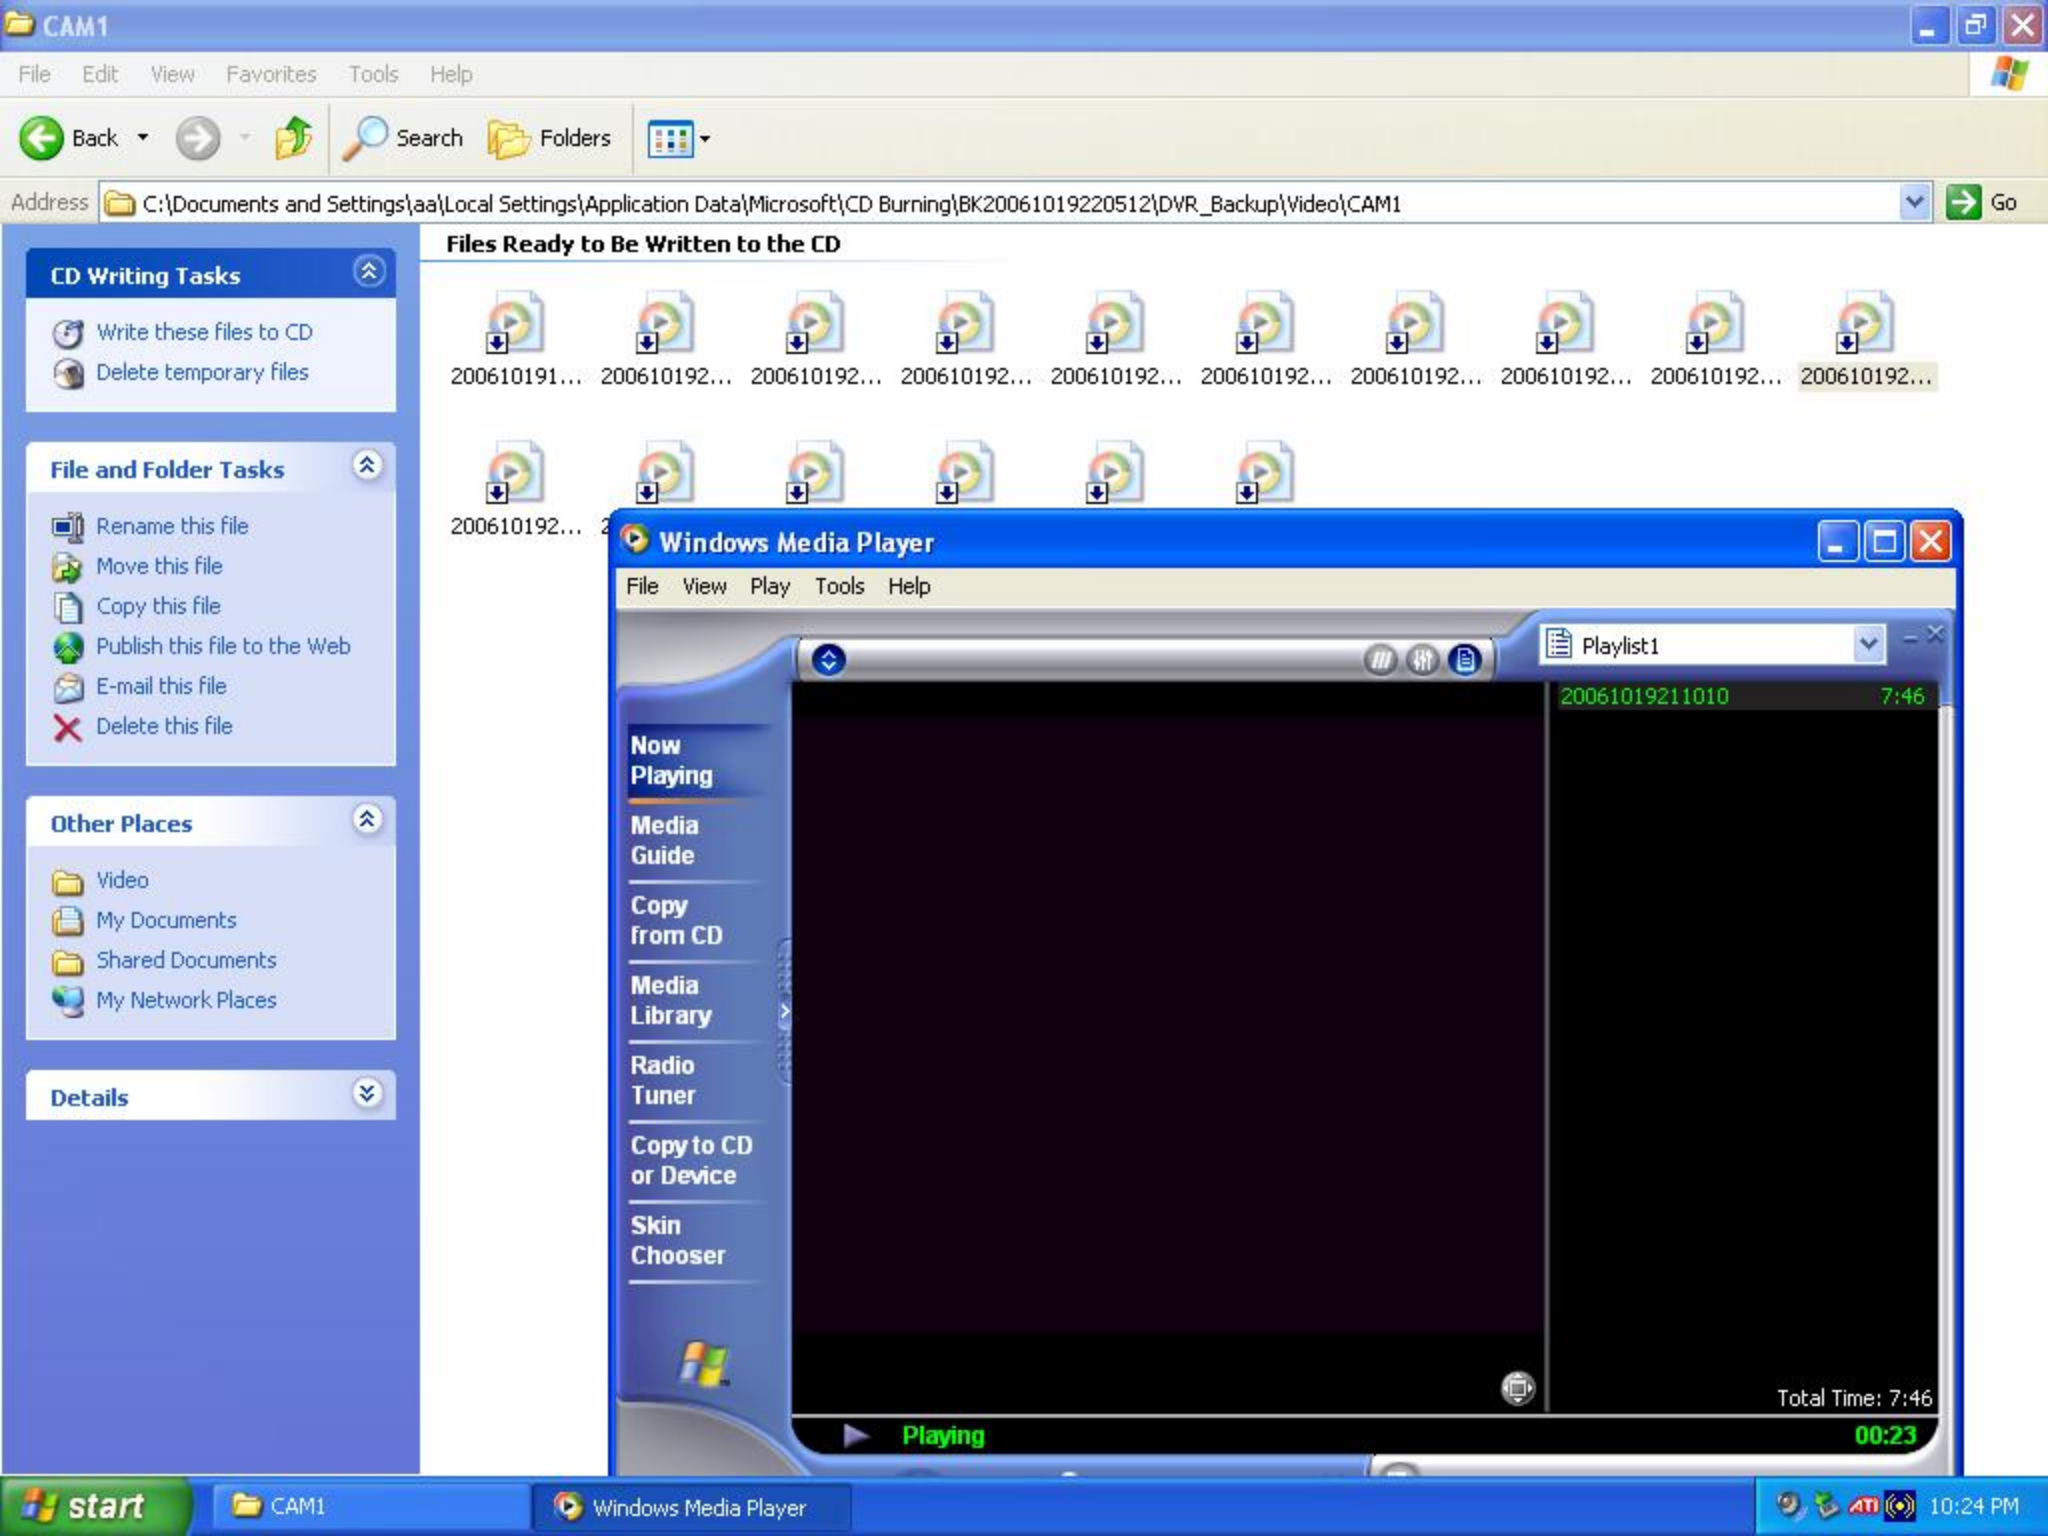 CAM1
File Edit View Favorites Tools Help
Back Search Folders
Address C:\Documents and Settings\aa\Local Settings\Application Data\Microsoft\CD Burning\BK20061019220512\DVR_Backup\Video\CAM1 Go
CD Writing Tasks
Write these files to CD
Delete temporary files
File and Folder Tasks
Rename this file
Move this file
Copy this file
Publish this file to the Web
E-mail this file
Delete this file
Other Places
Video
My Documents
Shared Documents
My Network Places
Details
Files Ready to Be Written to the CD
200610191... 200610192... 200610192... 200610192... 200610192... 200610192... 200610192... 200610192... 200610192... 200610192...
200610192... 2
Windows Media Player
File View Play Tools Help
Playlist1
20061019211010 7:46
Now
Playing
Media
Guide
Copy
from CD
Media
Library
Radio
Tuner
Copy to CD
or Device
Skin
Chooser
Total Time: 7:46
Playing 00:23
start CAM1 Windows Media Player ATI 10:24 PM